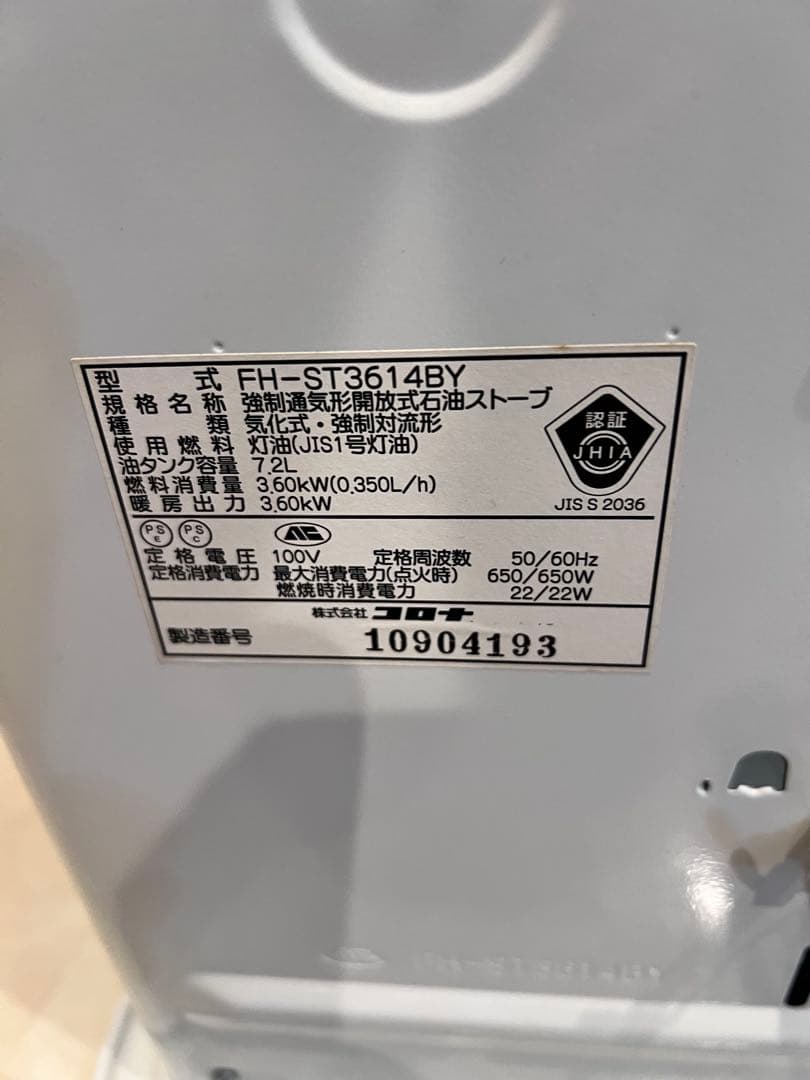 型式 FH-ST3614BY
規格名称 強制通気形開放式石油ストーブ
種類 気化式・強制対流形
使用燃料 灯油(JIS1号灯油)
油タンク容量 7.2L
燃料消費量 3.60kW(0.350L/h)
暖房出力 3.60kW
認証
JHIA
JIS S 2036
PS E PS C
定格電圧 100V 定格周波数 50/60Hz
定格消費電力 最大消費電力(点火時) 650/650W
燃焼時消費電力 22/22W
株式会社 コロナ
製造番号 10904193